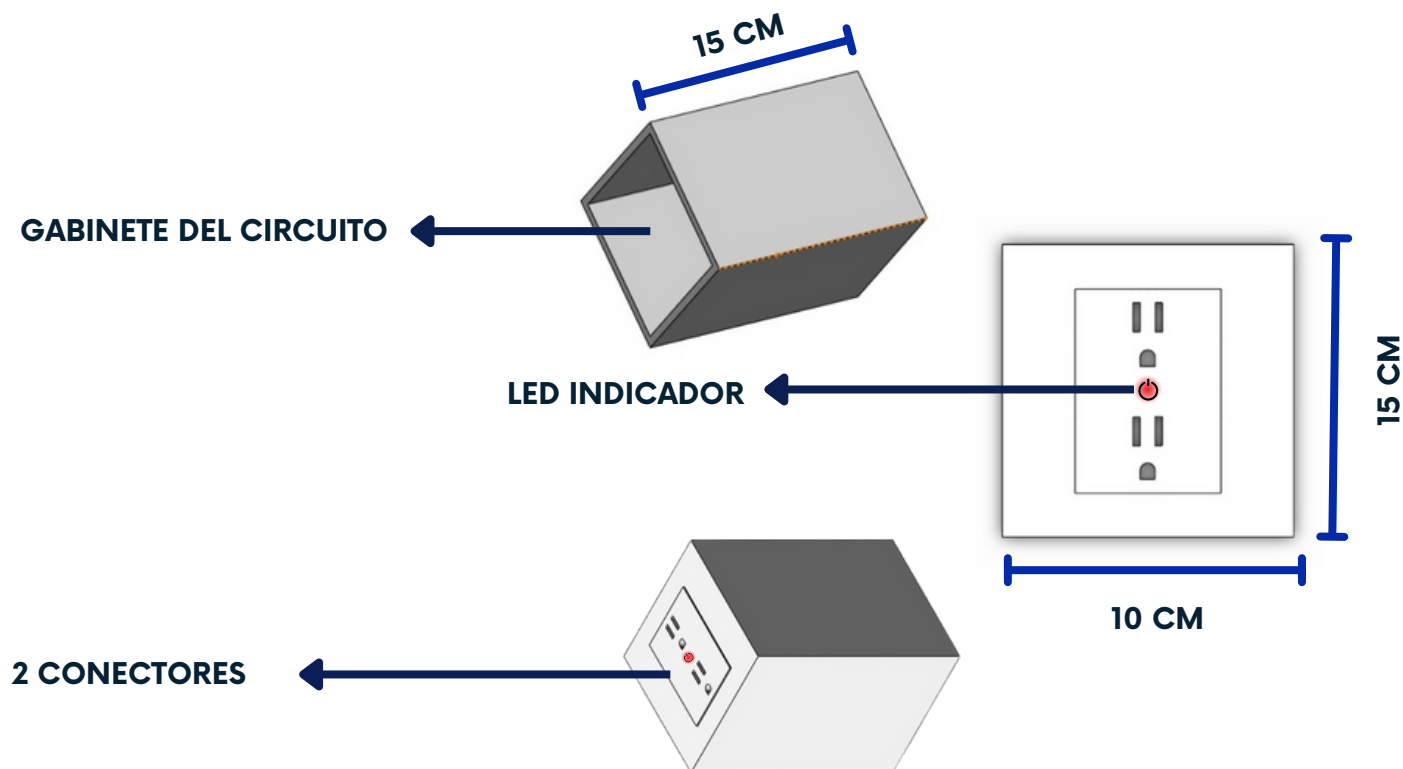 15 CM
GABINETE DEL CIRCUITO
LED INDICADOR
15 CM
10 CM
2 CONECTORES